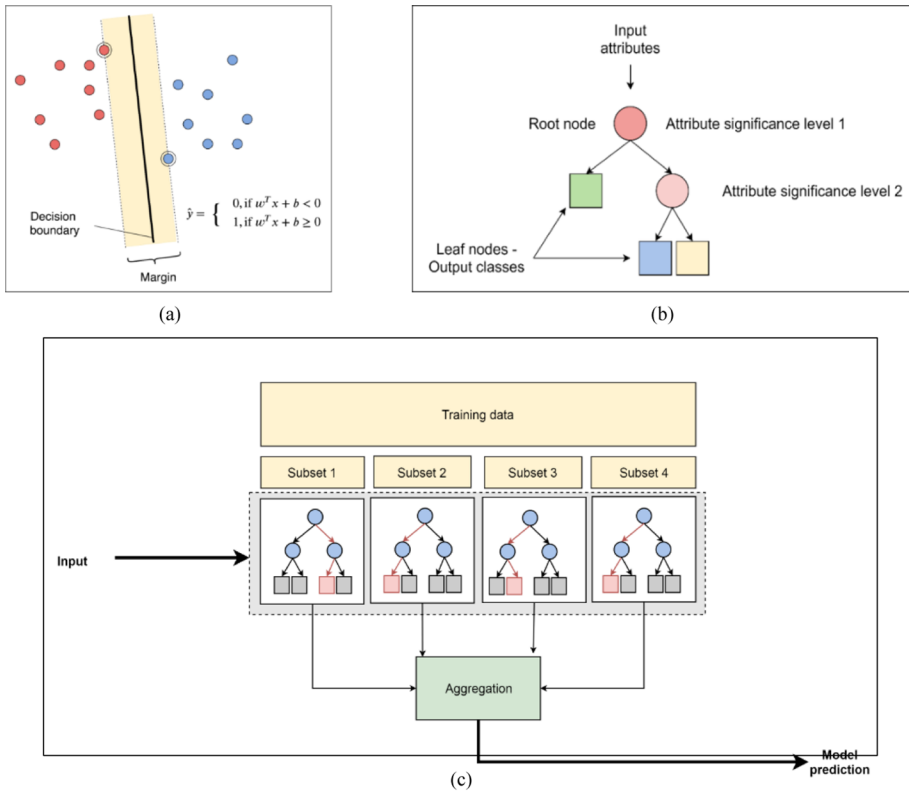 Decision
boundary
ŷ = { 0, if wᵀx + b < 0
1, if wᵀx + b ≥ 0
Margin
(a)
Input
attributes
Root node
Attribute significance level 1
Attribute significance level 2
Leaf nodes -
Output classes
(b)
Training data
Subset 1
Subset 2
Subset 3
Subset 4
Input
Aggregation
Model
prediction
(c)